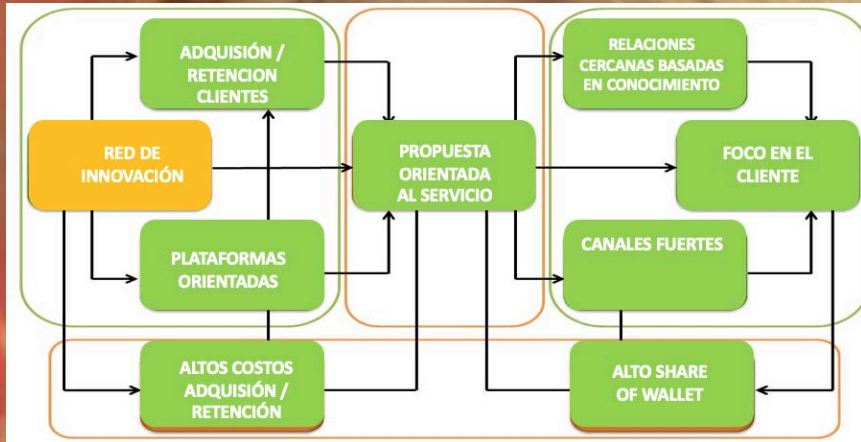 ADQUISIÓN /
RETENCION
CLIENTES
RELACIONES
CERCANAS BASADAS
EN CONOCIMIENTO
RED DE
INNOVACIÓN
PROPUESTA
ORIENTADA
AL SERVICIO
FOCO EN EL
CLIENTE
PLATAFORMAS
ORIENTADAS
CANALES FUERTES
ALTOS COSTOS
ADQUISIÓN /
RETENCIÓN
ALTO SHARE
OF WALLET